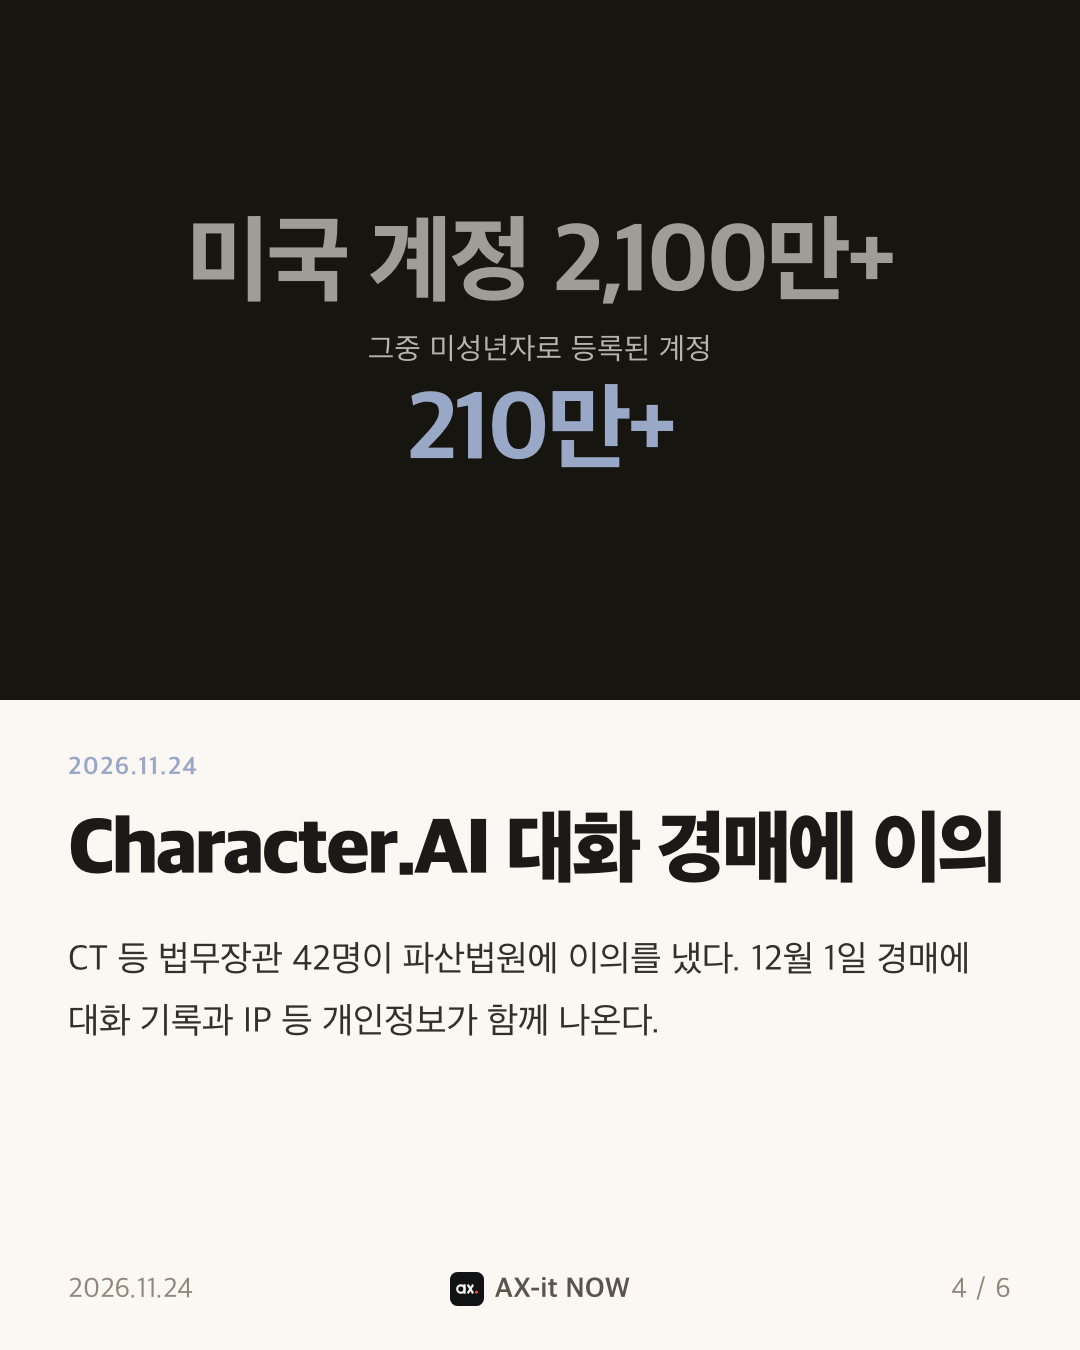 미국 계정 2,100만+
그중 미성년자로 등록된 계정
210만+
2026.11.24
Character.AI 대화 경매에 이의
CT 등 법무장관 42명이 파산법원에 이의를 냈다. 12월 1일 경매에
대화 기록과 IP 등 개인정보가 함께 나온다.
2026.11.24
ax. AX-it NOW
4 / 6